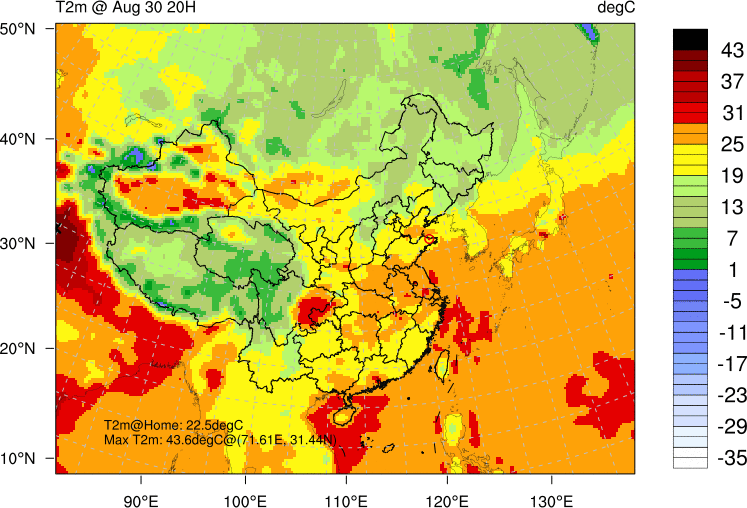 T2m @ Aug 30 20H degC
50°N
40°N
30°N
20°N
10°N
T2m@Home: 22.5degC
Max T2m: 43.6degC@(71.61E, 31.44N)
90°E 100°E 110°E 120°E 130°E
43
37
31
25
19
13
7
1
-5
-11
-17
-23
-29
-35